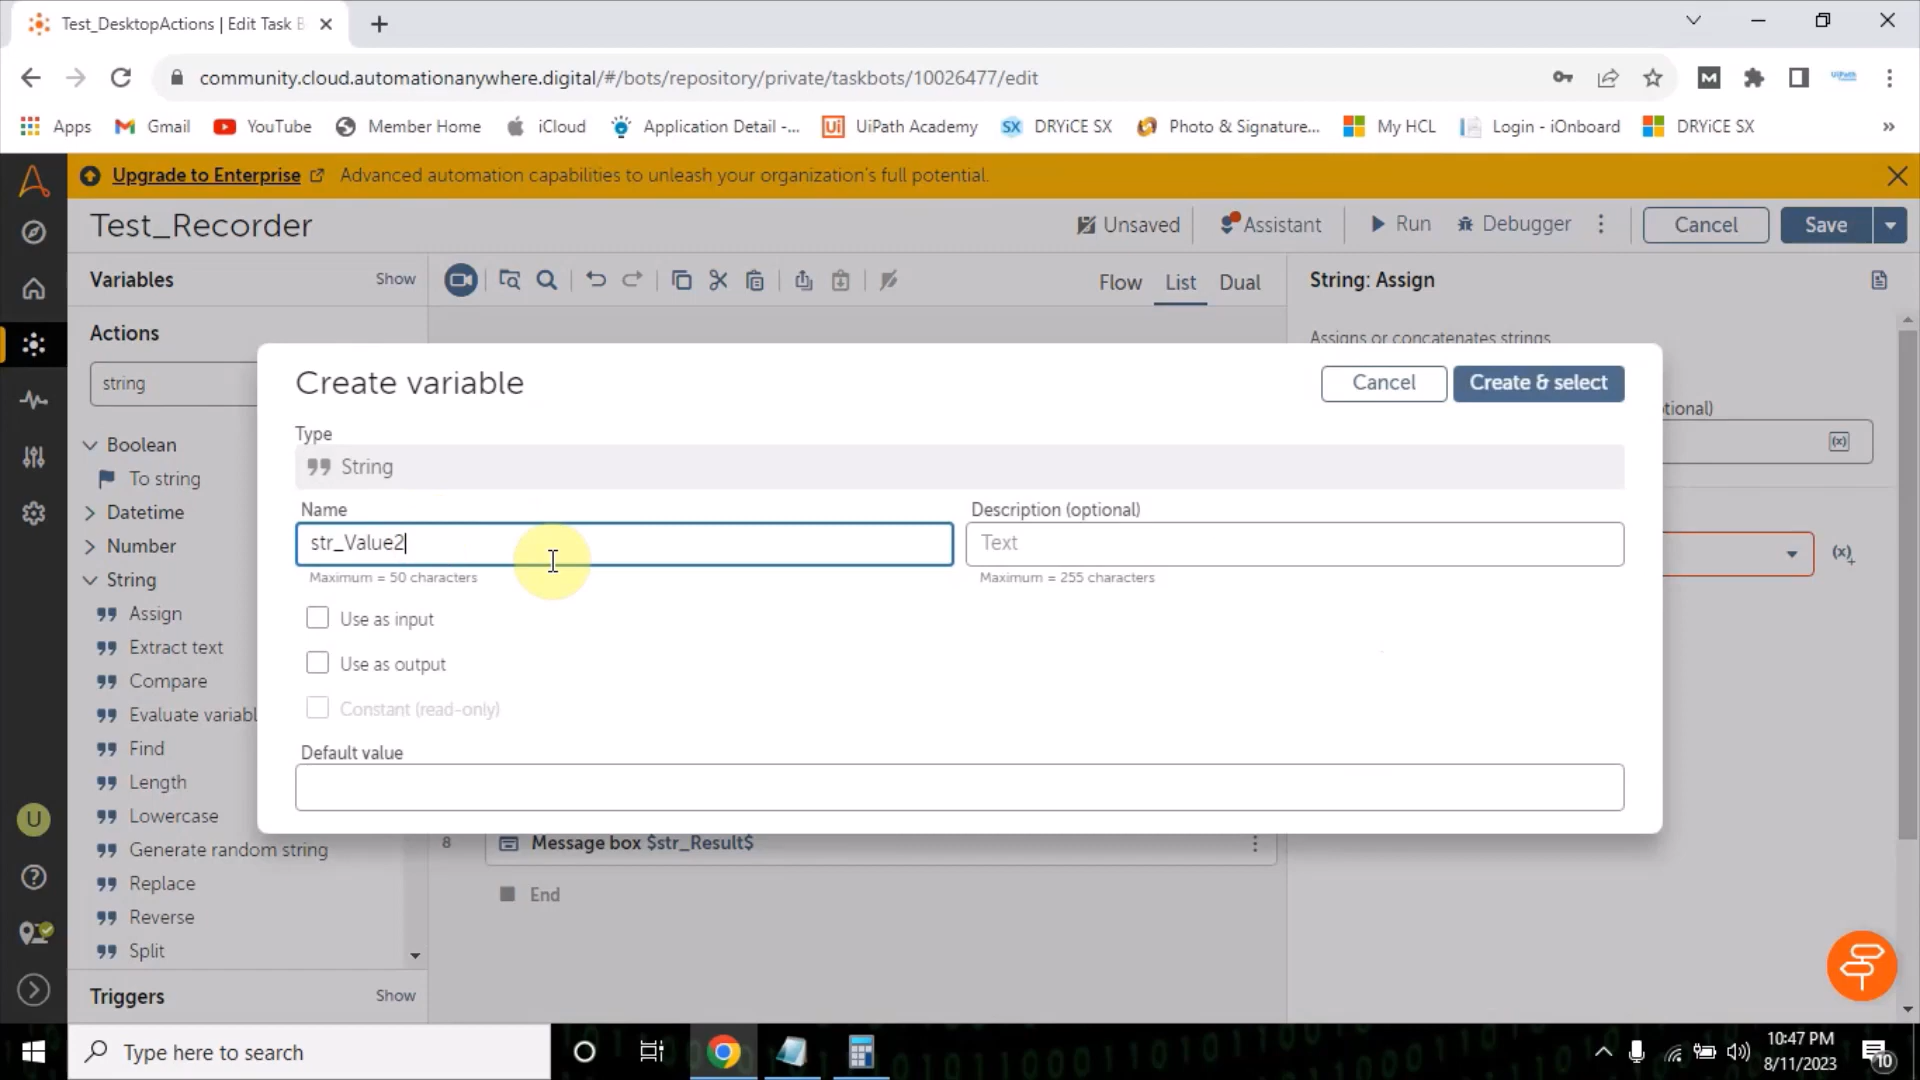 Test_DesktopActions | Edit Task B
community.cloud.automationanywhere.digital/#/bots/repository/private/taskbots/10026477/edit
M
UiPath
Apps
Gmail
YouTube
Member Home
iCloud
Application Detail -...
UiPath Academy
SX DRYiCE SX
Photo & Signature...
My HCL
Login - iOnboard
DRYiCE SX
»
Upgrade to Enterprise Advanced automation capabilities to unleash your organization's full potential.
Test_Recorder
Unsaved
Assistant
Run
Debugger
Cancel
Save
Variables
Show
Flow
List
Dual
String: Assign
Actions
Assigns or concatenates strings
string
Create variable
Cancel
Create & select
tional)
(x)
Type
Boolean
String
To string
Name
Description (optional)
Datetime
str_Value2
Text
Number
(x)+
Maximum = 50 characters
Maximum = 255 characters
String
Assign
Use as input
Extract text
Use as output
Compare
Constant (read-only)
Evaluate variabl
Find
Default value
Length
Lowercase
U
8 Message box $str_Result$
Generate random string
Replace
End
Reverse
Split
Triggers
Show
Type here to search
10:47 PM
8/11/2023
10